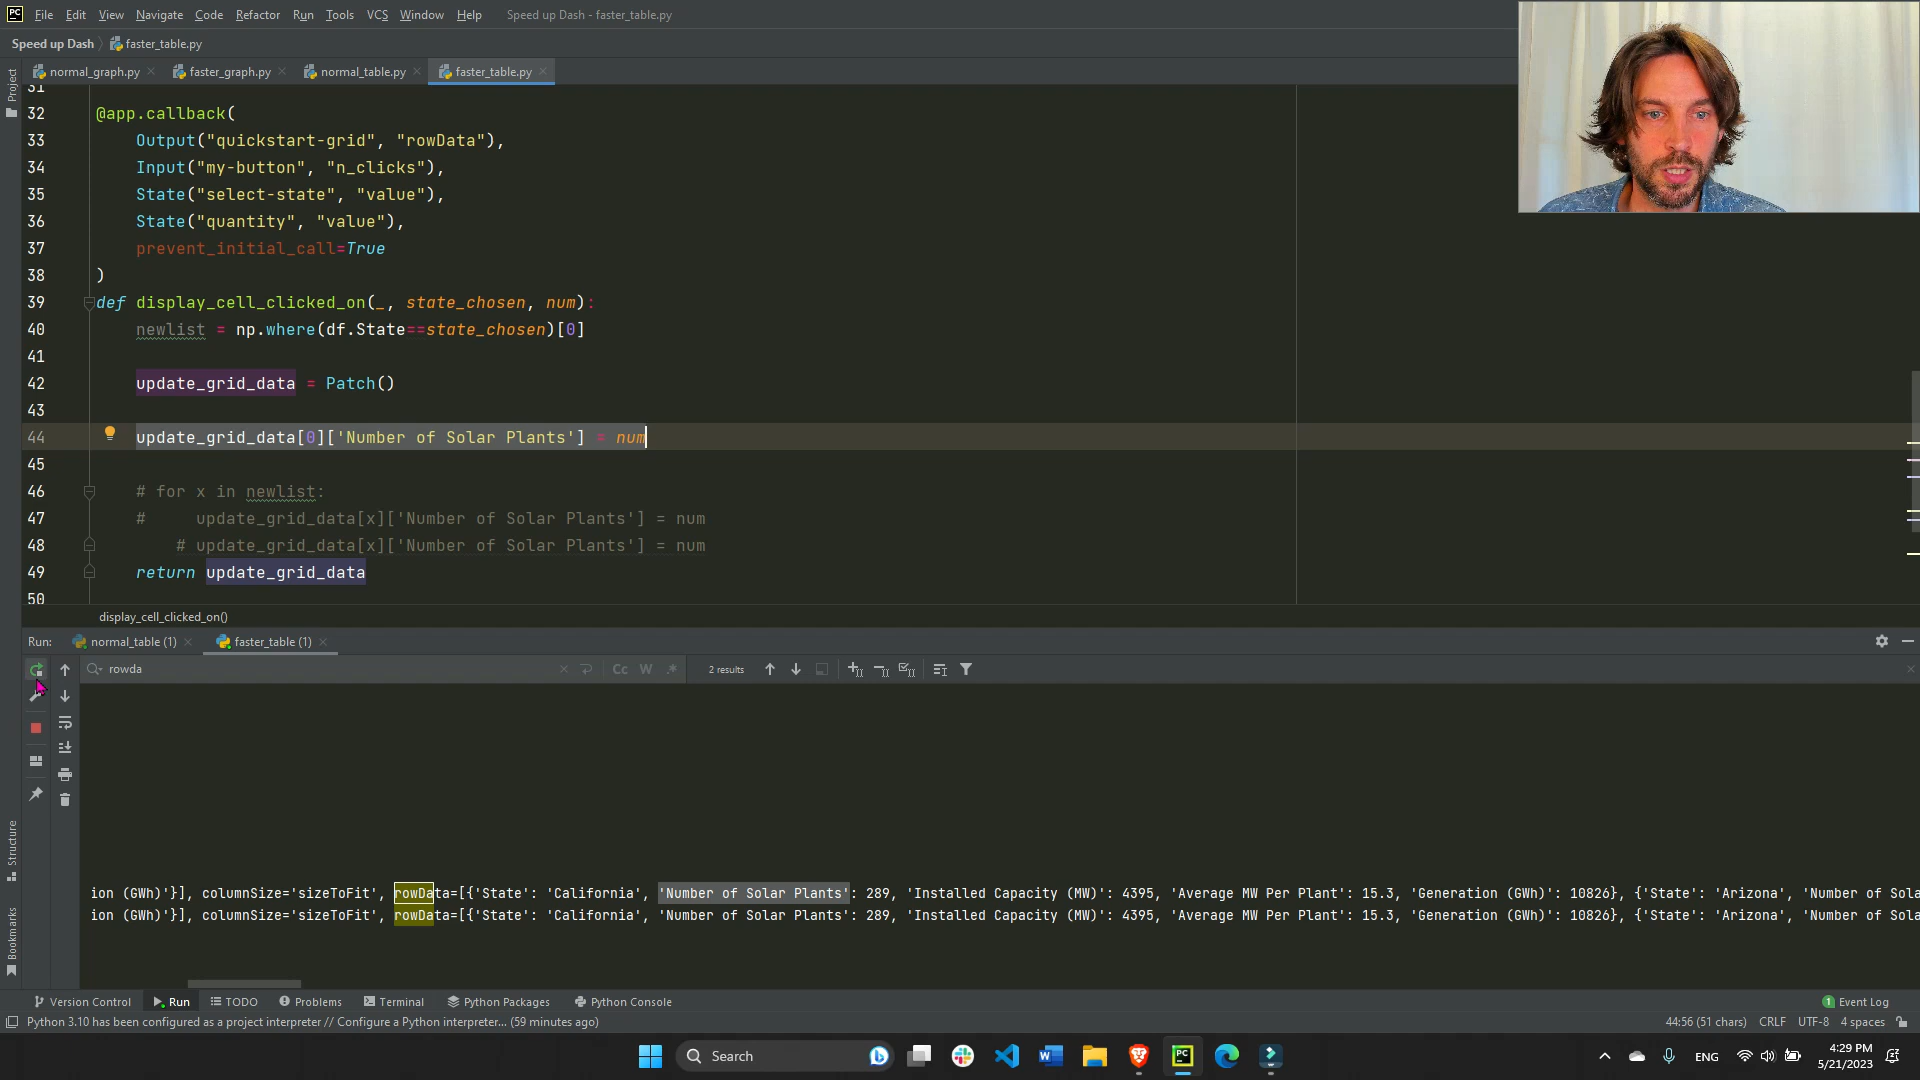 PC File Edit View Navigate Code Refactor Run Tools VCS Window Help Speed up Dash - faster_table.py
Speed up Dash faster_table.py
normal_graph.py faster_graph.py normal_table.py faster_table.py
Project
31
32 @app.callback(
33 Output("quickstart-grid", "rowData"),
34 Input("my-button", "n_clicks"),
35 State("select-state", "value"),
36 State("quantity", "value"),
37 prevent_initial_call=True
38 )
39 def display_cell_clicked_on(_, state_chosen, num):
40 newlist = np.where(df.State==state_chosen)[0]
41
42 update_grid_data = Patch()
43
44 update_grid_data[0]['Number of Solar Plants'] = num
45
46 # for x in newlist:
47 #     update_grid_data[x]['Number of Solar Plants'] = num
48 # update_grid_data[x]['Number of Solar Plants'] = num
49 return update_grid_data
50
display_cell_clicked_on()
Run: normal_table (1) faster_table (1)
rowda Cc W .* 2 results
Structure
Bookmarks
ion (GWh)'}], columnSize='sizeToFit', rowData=[{'State': 'California', 'Number of Solar Plants': 289, 'Installed Capacity (MW)': 4395, 'Average MW Per Plant': 15.3, 'Generation (GWh)': 10826}, {'State': 'Arizona', 'Number of Sola
ion (GWh)'}], columnSize='sizeToFit', rowData=[{'State': 'California', 'Number of Solar Plants': 289, 'Installed Capacity (MW)': 4395, 'Average MW Per Plant': 15.3, 'Generation (GWh)': 10826}, {'State': 'Arizona', 'Number of Sola
Version Control Run TODO Problems Terminal Python Packages Python Console 1 Event Log
Python 3.10 has been configured as a project interpreter // Configure a Python interpreter... (59 minutes ago) 44:56 (51 chars) CRLF UTF-8 4 spaces
Search PC ENG 4:29 PM
5/21/2023